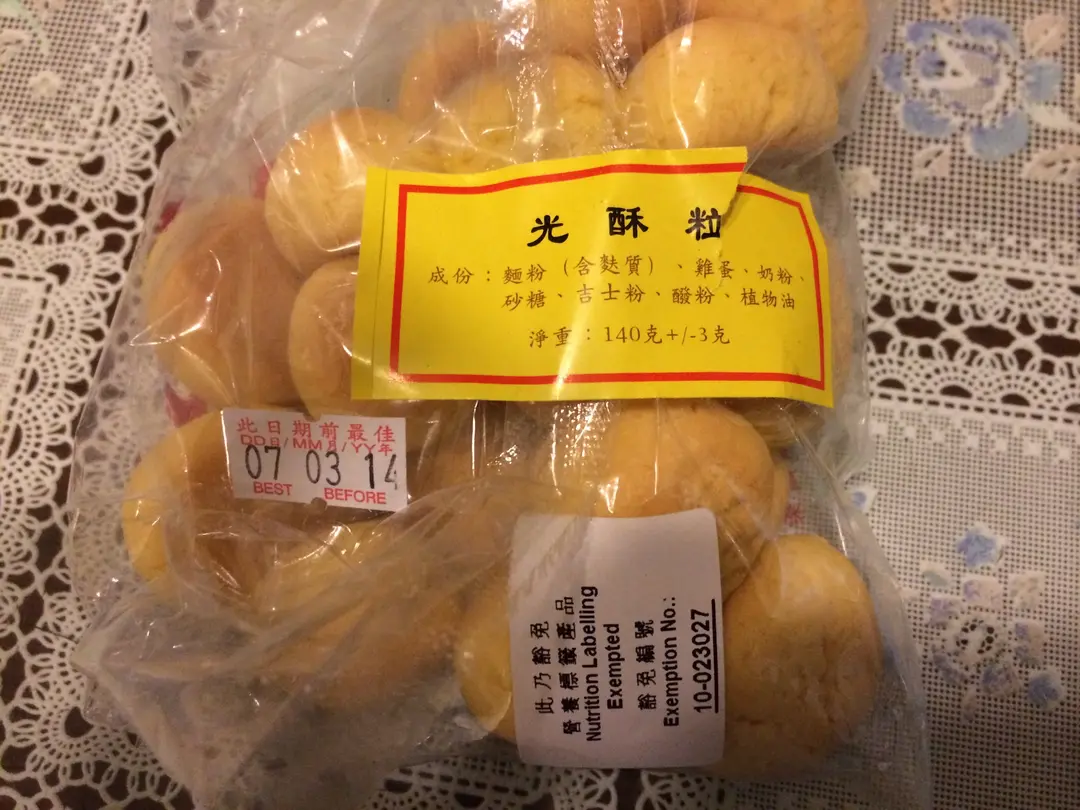 光酥粒
成份：麵粉（含麩質）、雞蛋、奶粉、
砂糖、吉士粉、醱粉、植物油
淨重：140克+/-3克
此日期前最佳
DD日/MM月/YY年
07 03 14
BEST BEFORE
此乃豁免
營養標籤產品
Nutrition Labelling
Exempted
豁免編號
Exemption No.:
10-023027